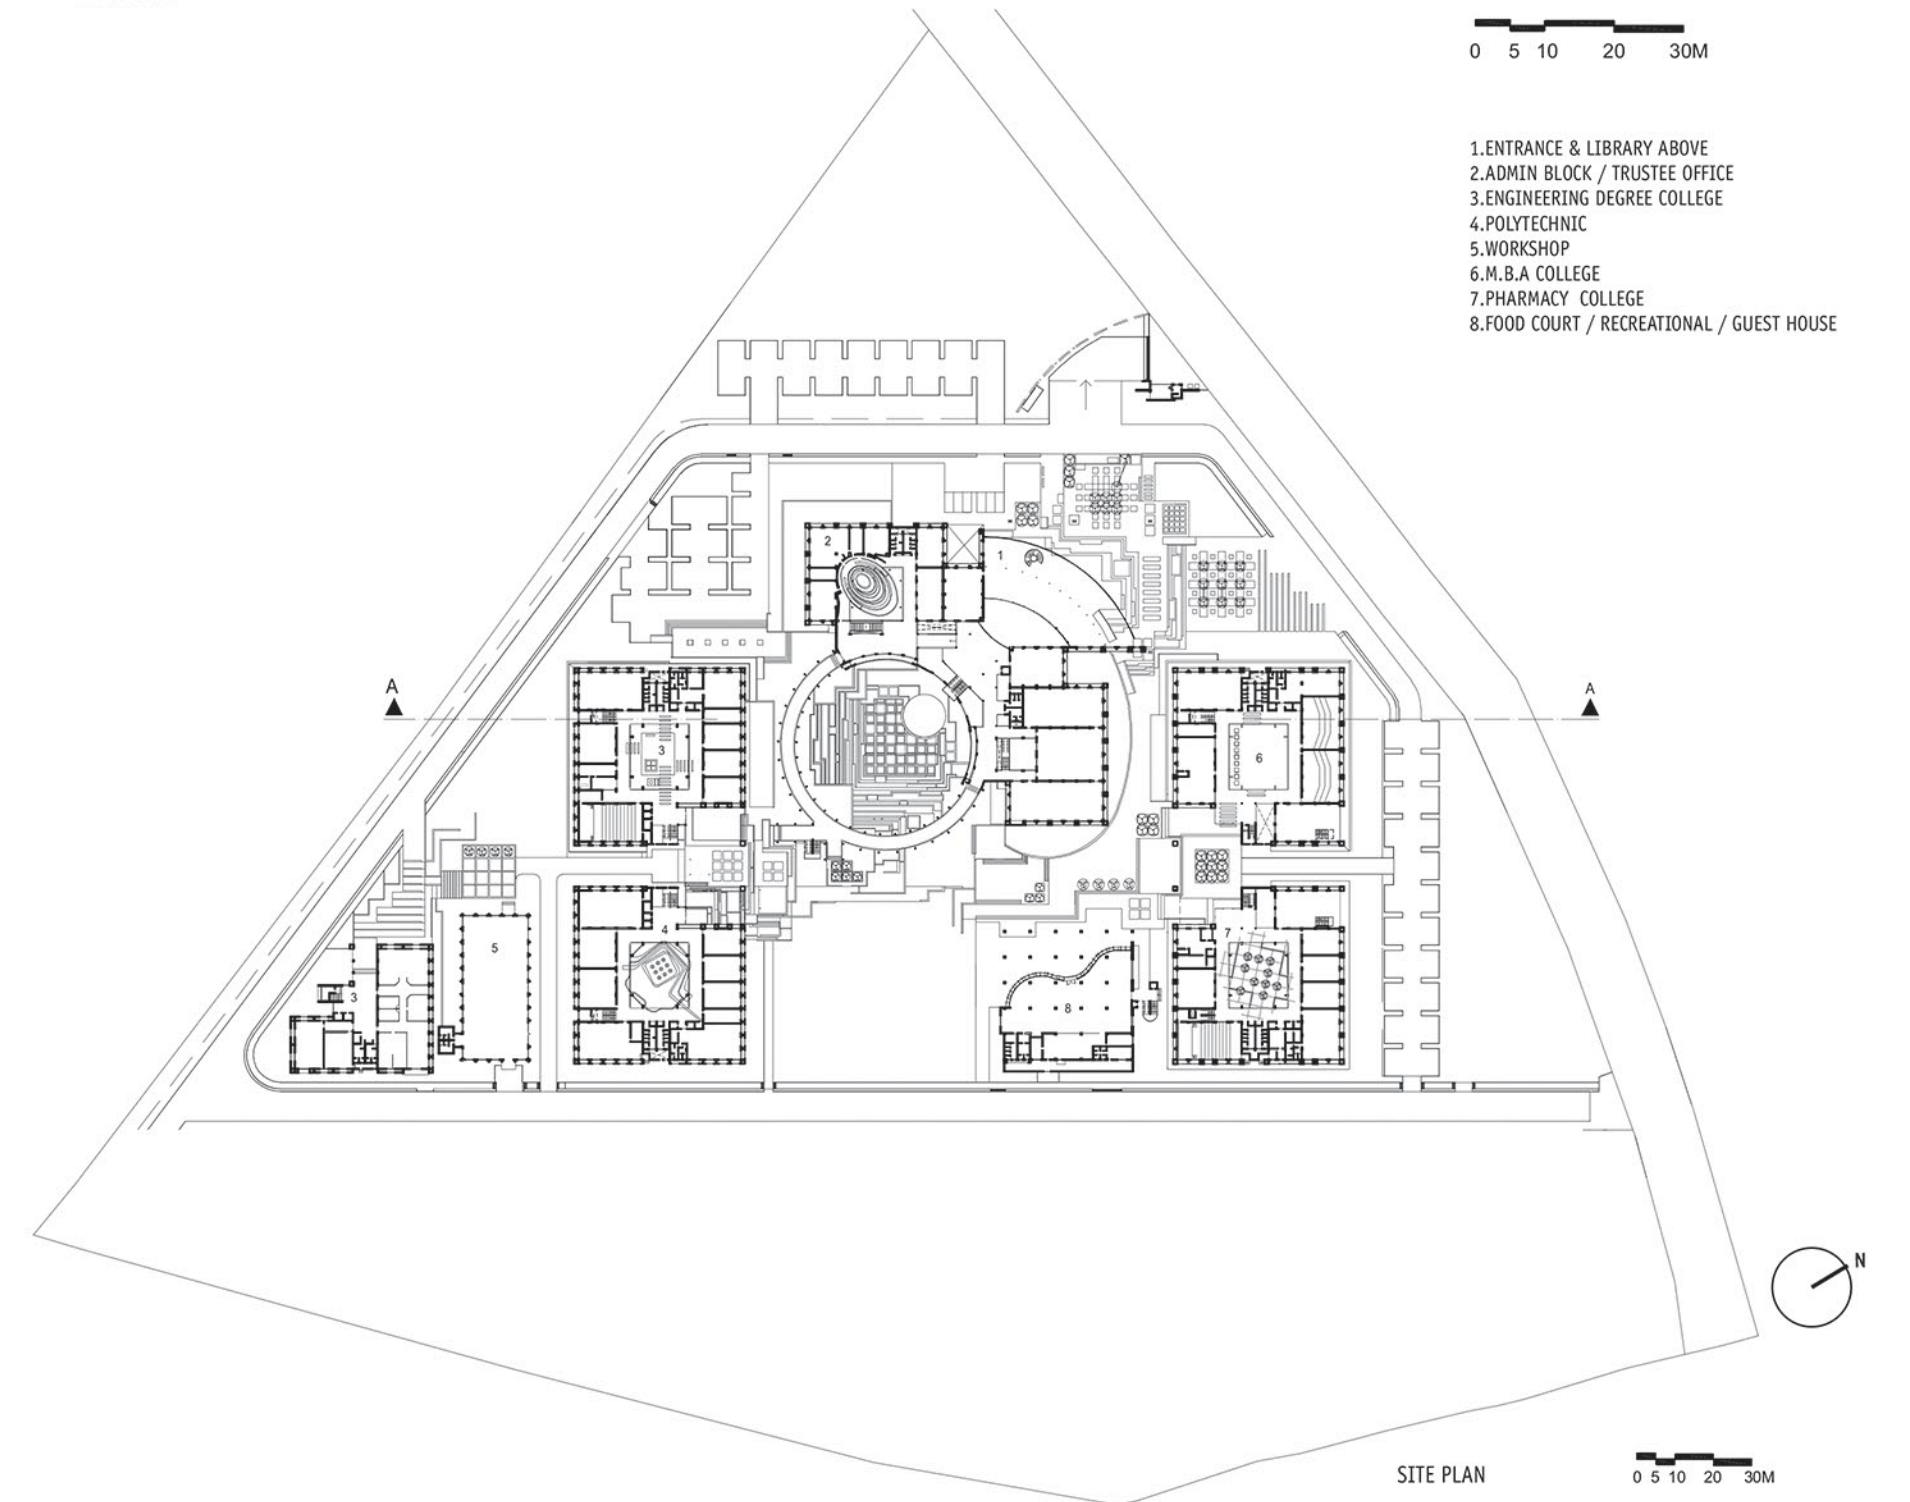 0 5 10 20 30M
1.ENTRANCE & LIBRARY ABOVE
2.ADMIN BLOCK / TRUSTEE OFFICE
3.ENGINEERING DEGREE COLLEGE
4.POLYTECHNIC
5.WORKSHOP
6.M.B.A COLLEGE
7.PHARMACY COLLEGE
8.FOOD COURT / RECREATIONAL / GUEST HOUSE
2
1
A
A
3
6
4
7
5
3
8
N
SITE PLAN
0 5 10 20 30M